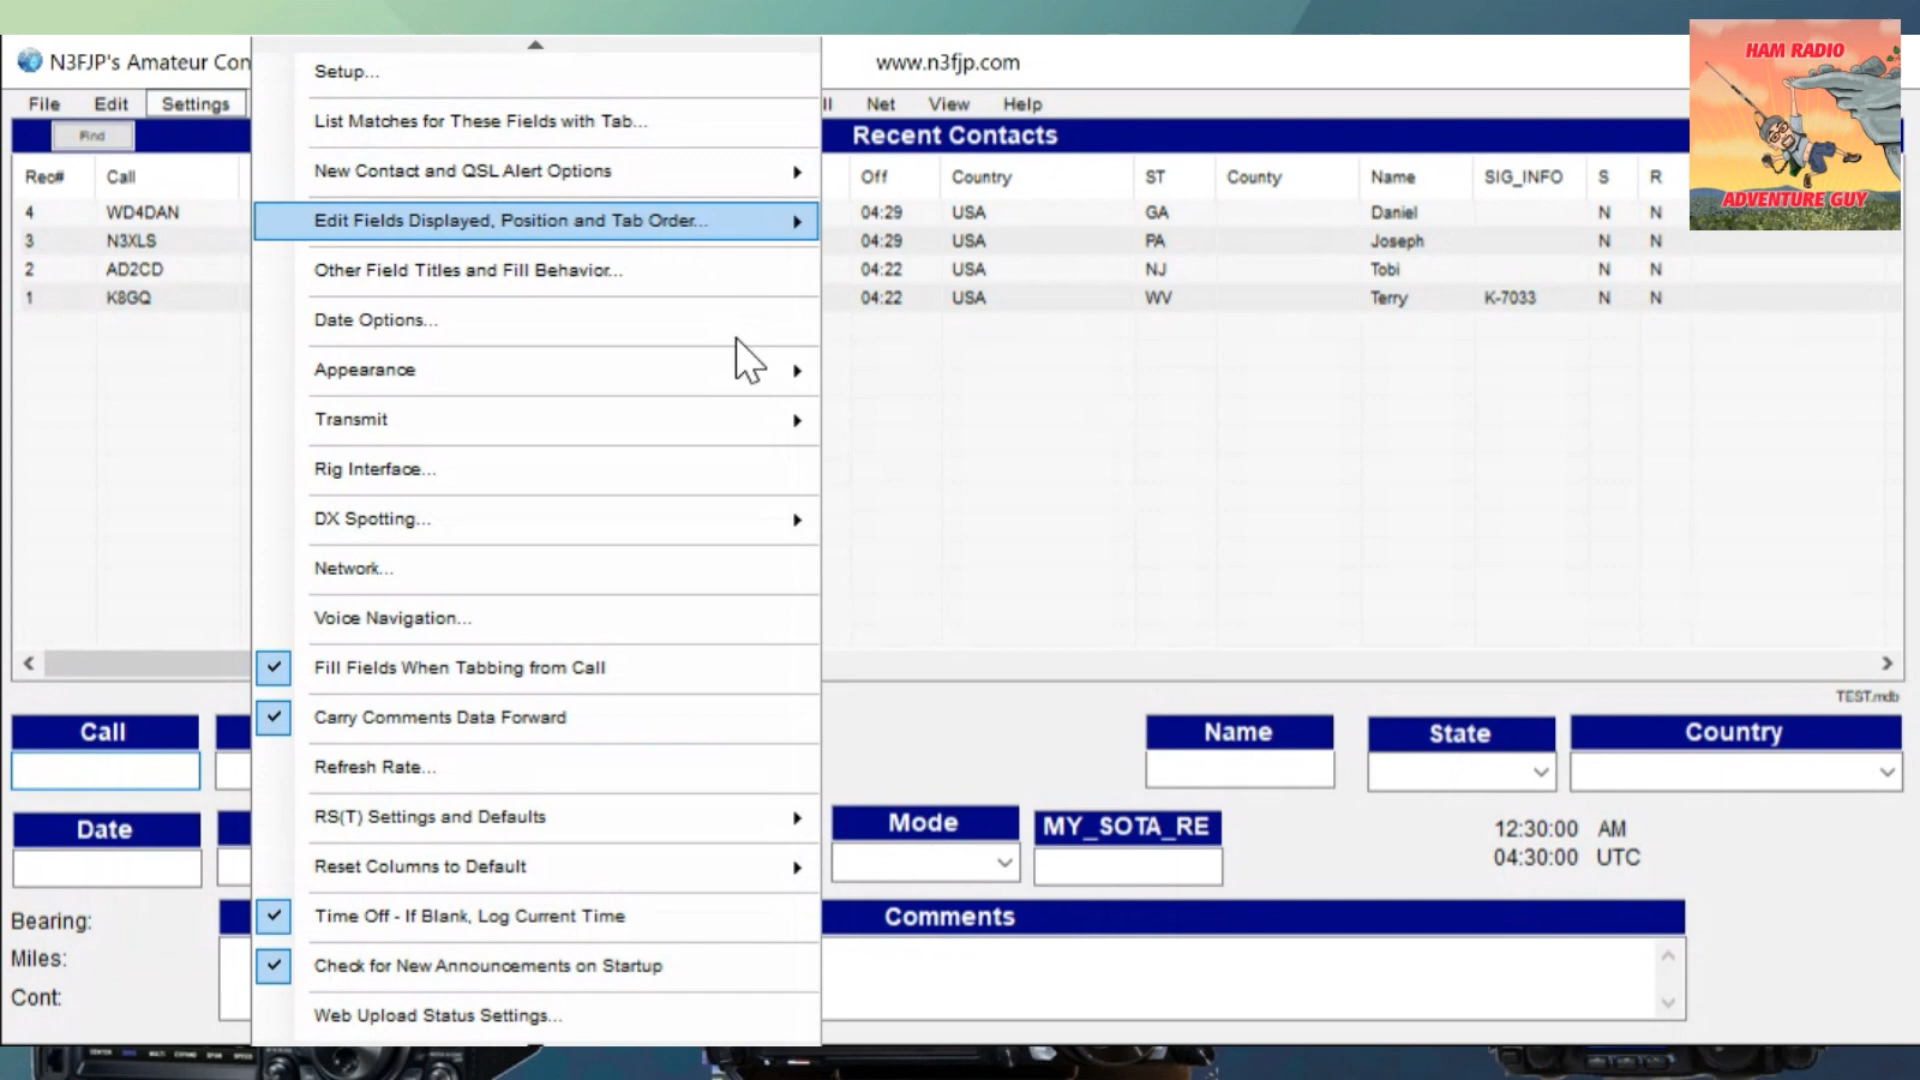 N3FJP's Amateur Con
www.n3fjp.com
HAM RADIO
ADVENTURE GUY
File Edit Settings ll Net View Help
Find
Recent Contacts
Rec# Call Off Country ST County Name SIG_INFO S R
4 WD4DAN 04:29 USA GA Daniel N N
3 N3XLS 04:29 USA PA Joseph N N
2 AD2CD 04:22 USA NJ Tobi N N
1 K8GQ 04:22 USA WV Terry K-7033 N N
Setup...
List Matches for These Fields with Tab...
New Contact and QSL Alert Options
Edit Fields Displayed, Position and Tab Order...
Other Field Titles and Fill Behavior...
Date Options...
Appearance
Transmit
Rig Interface...
DX Spotting...
Network...
Voice Navigation...
Fill Fields When Tabbing from Call
Carry Comments Data Forward
Refresh Rate...
RS(T) Settings and Defaults
Reset Columns to Default
Time Off - If Blank, Log Current Time
Check for New Announcements on Startup
Web Upload Status Settings...
TEST.mdb
Call Name State Country
Date Mode MY_SOTA_RE
12:30:00 AM
04:30:00 UTC
Bearing:
Miles:
Cont:
Comments